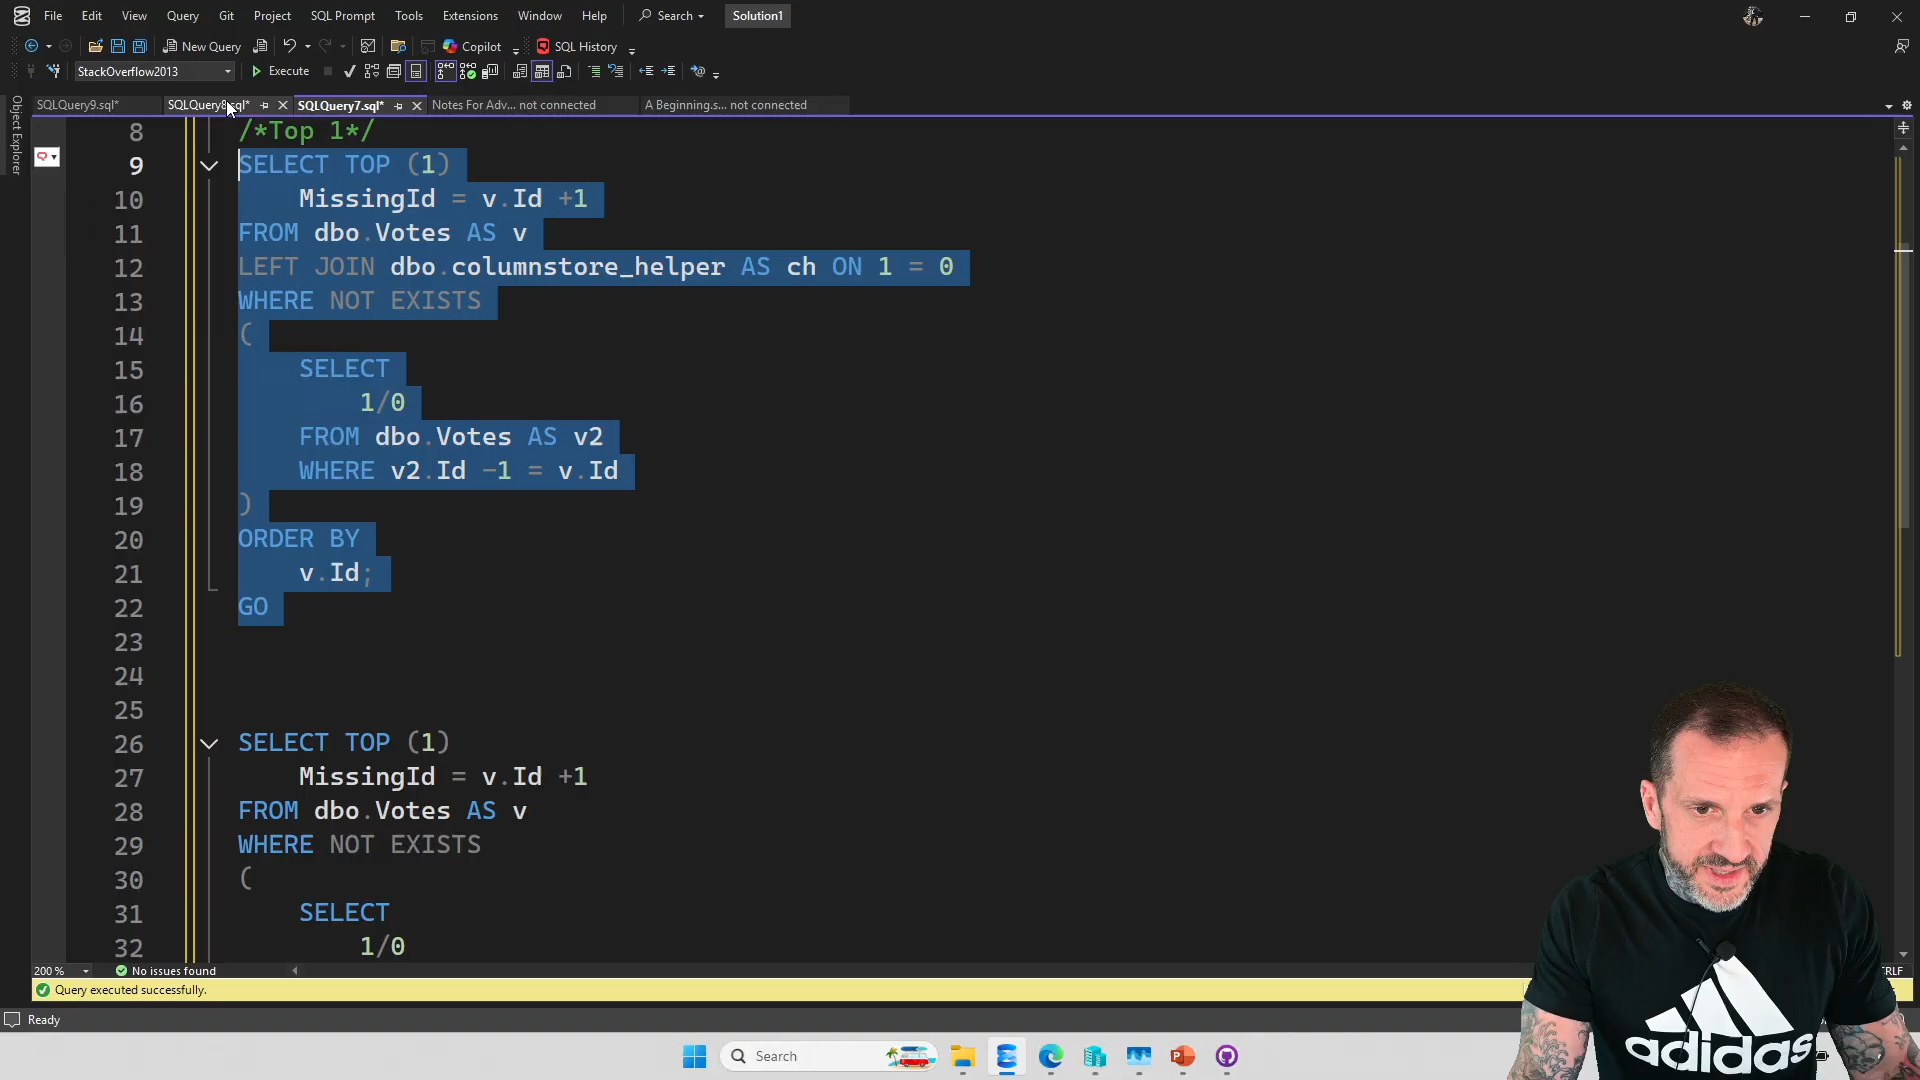 File Edit View Query Git Project SQL Prompt Tools Extensions Window Help Search Solution1
New Query Copilot SQL History
StackOverflow2013 Execute
SQLQuery9.sql* SQLQuery8.sql* SQLQuery7.sql* Notes For Adv... not connected A Beginning.s... not connected
Object Explorer
8 /*Top 1*/
9 SELECT TOP (1)
10 MissingId = v.Id +1
11 FROM dbo.Votes AS v
12 LEFT JOIN dbo.columnstore_helper AS ch ON 1 = 0
13 WHERE NOT EXISTS
14 (
15 SELECT
16 1/0
17 FROM dbo.Votes AS v2
18 WHERE v2.Id -1 = v.Id
19 )
20 ORDER BY
21 v.Id;
22 GO
23
24
25
26 SELECT TOP (1)
27 MissingId = v.Id +1
28 FROM dbo.Votes AS v
29 WHERE NOT EXISTS
30 (
31 SELECT
32 1/0
200 % No issues found
Query executed successfully.
Ready
Search
adidas